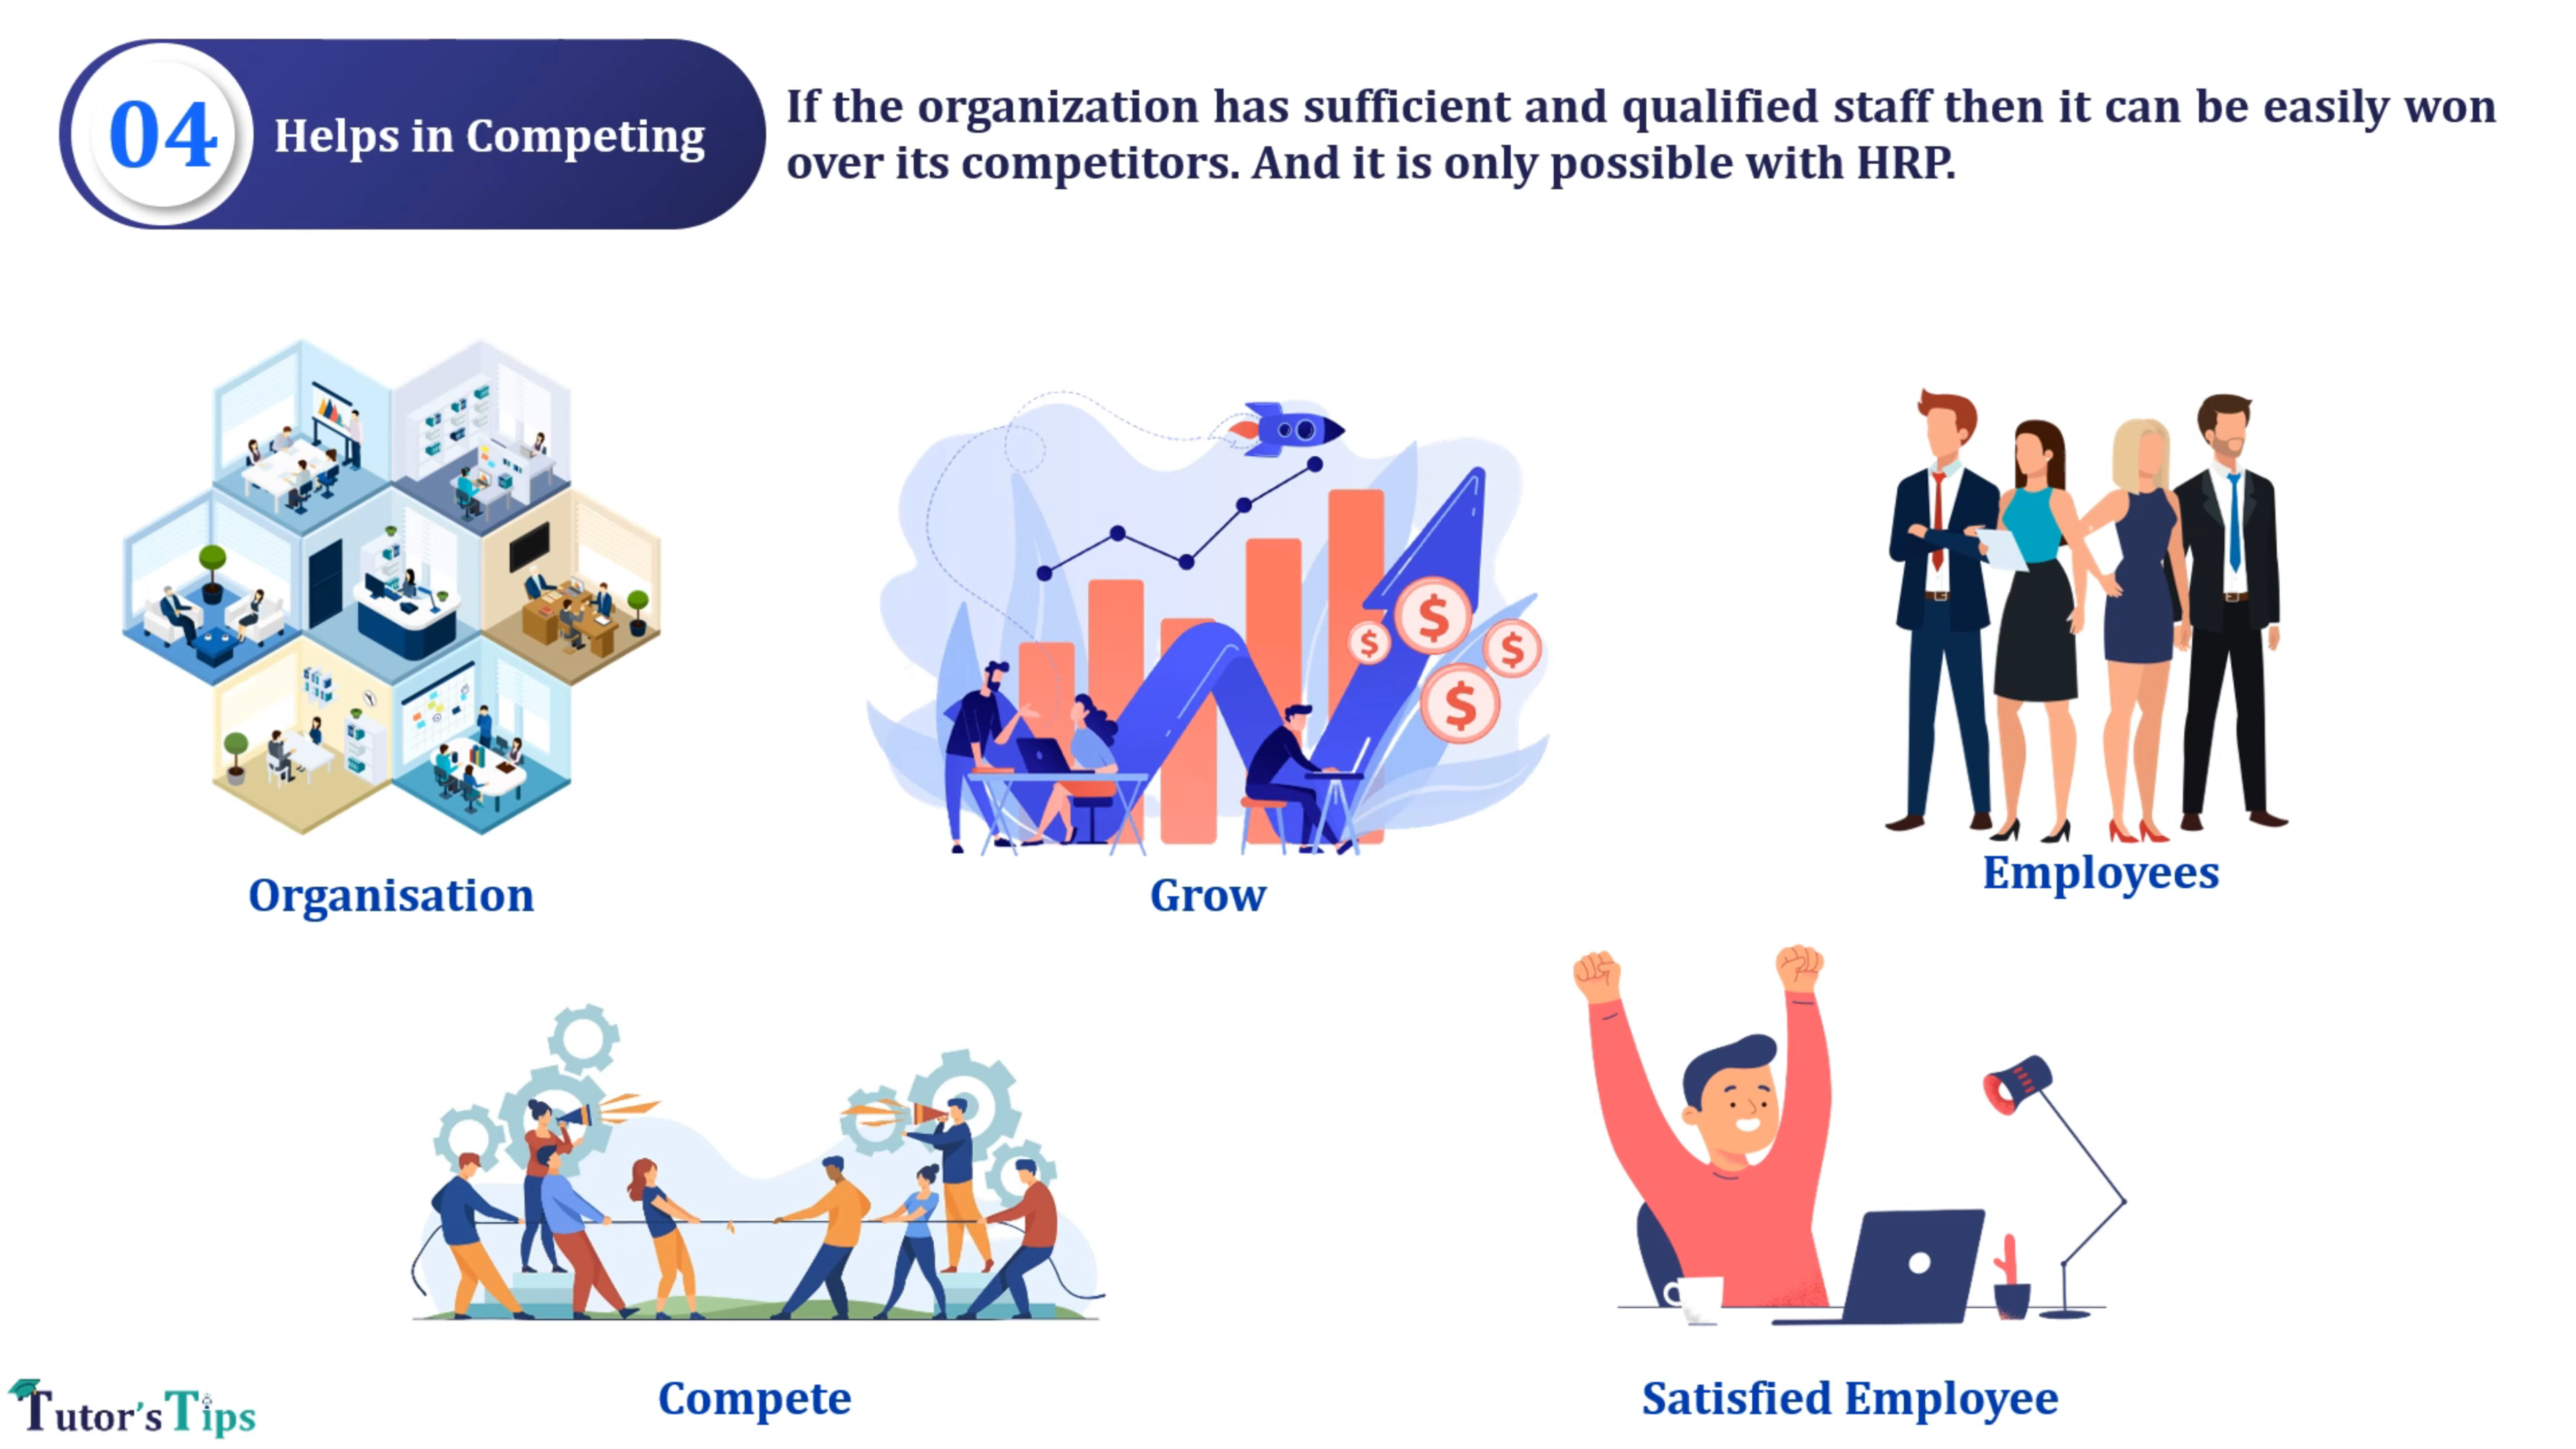 04
Helps in Competing
If the organization has sufficient and qualified staff then it can be easily won
over its competitors. And it is only possible with HRP.
$
$
$
$
Organisation
Grow
Employees
Compete
Satisfied Employee
Tutor'sTips